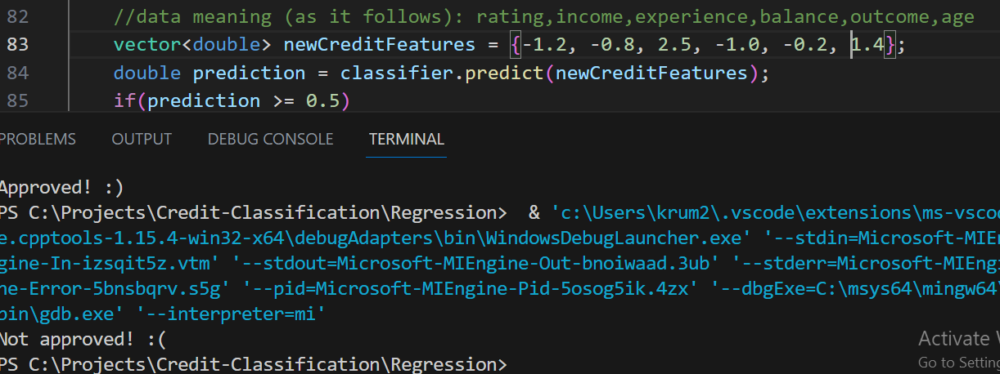 82 //data meaning (as it follows): rating,income,experience,balance,outcome,age
83 vector<double> newCreditFeatures = {-1.2, -0.8, 2.5, -1.0, -0.2, 1.4};
84 double prediction = classifier.predict(newCreditFeatures);
85 if(prediction >= 0.5)
PROBLEMS OUTPUT DEBUG CONSOLE TERMINAL
Approved! :)
PS C:\Projects\Credit-Classification\Regression> & 'c:\Users\krum2\.vscode\extensions\ms-vscod
e.cpptools-1.15.4-win32-x64\debugAdapters\bin\WindowsDebugLauncher.exe' '--stdin=Microsoft-MIEn
gine-In-izsqit5z.vtm' '--stdout=Microsoft-MIEngine-Out-bnoiwaad.3ub' '--stderr=Microsoft-MIEngi
ne-Error-5bnsbqrv.s5g' '--pid=Microsoft-MIEngine-Pid-5osog5ik.4zx' '--dbgExe=C:\msys64\mingw64\
bin\gdb.exe' '--interpreter=mi'
Not approved! :(
Activate
PS C:\Projects\Credit-Classification\Regression>
Go to Setting